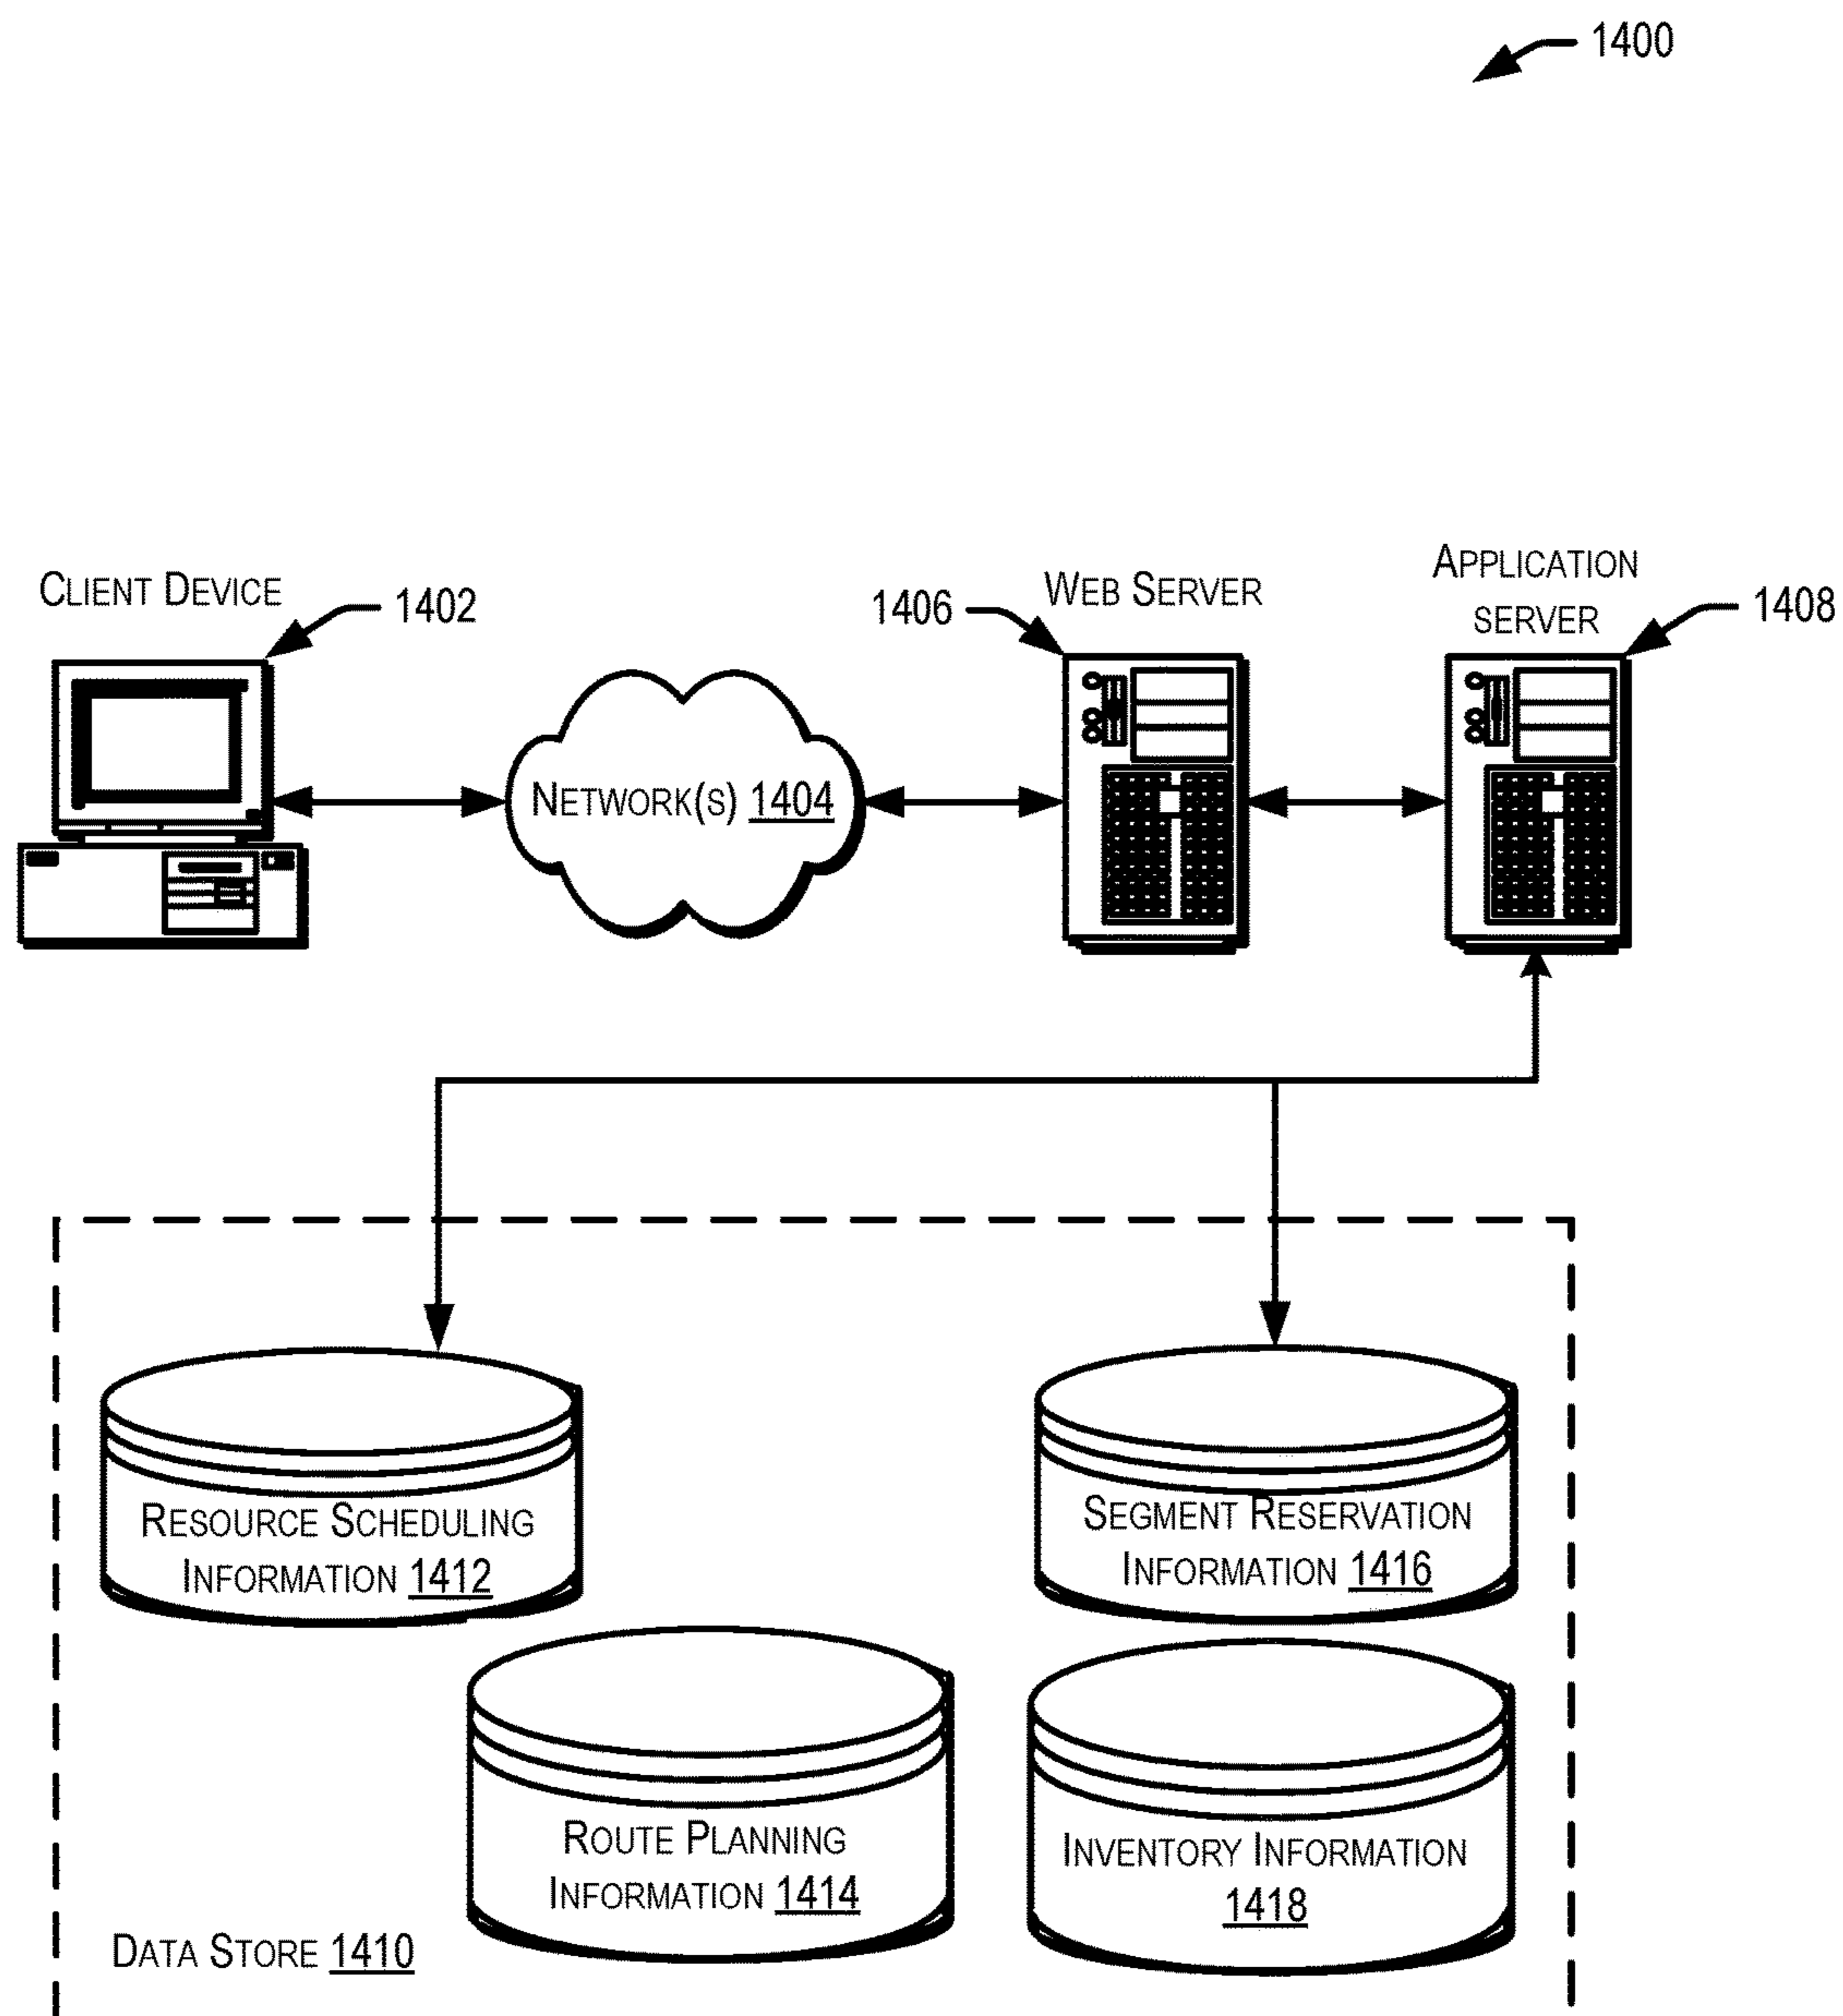 1400
CLIENT DEVICE
1402
1406
WEB SERVER
APPLICATION
SERVER
1408
NETWORK(S) 1404
RESOURCE SCHEDULING
INFORMATION 1412
SEGMENT RESERVATION
INFORMATION 1416
ROUTE PLANNING
INFORMATION 1414
INVENTORY INFORMATION
1418
DATA STORE 1410